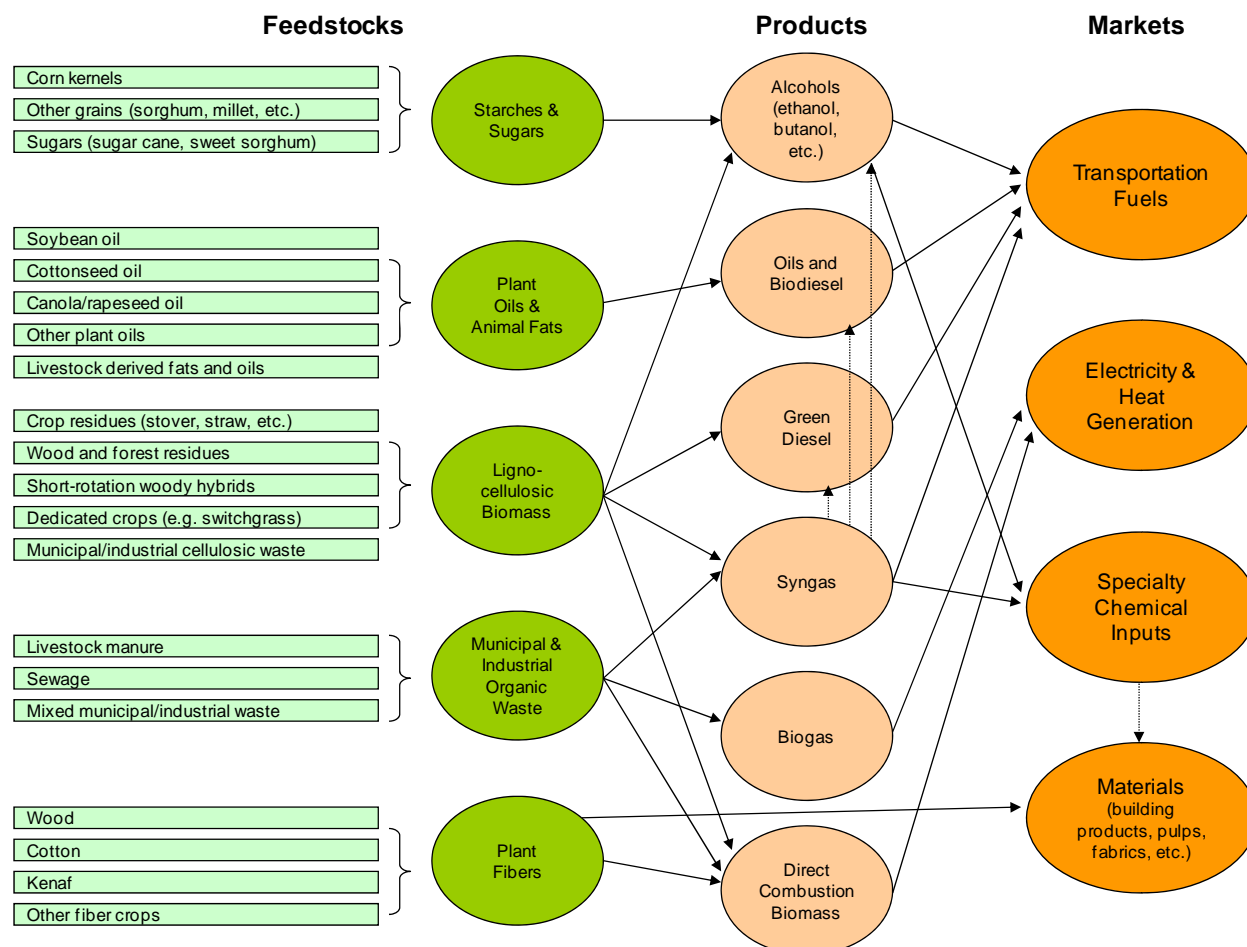 Feedstocks
Products
Markets
Corn kernels
Other grains (sorghum, millet, etc.)
Sugars (sugar cane, sweet sorghum)
Soybean oil
Cottonseed oil
Canola/rapeseed oil
Other plant oils
Livestock derived fats and oils
Crop residues (stover, straw, etc.)
Wood and forest residues
Short-rotation woody hybrids
Dedicated crops (e.g. switchgrass)
Municipal/industrial cellulosic waste
Livestock manure
Sewage
Mixed municipal/industrial waste
Wood
Cotton
Kenaf
Other fiber crops
Starches &
Sugars
Plant
Oils &
Animal Fats
Ligno-
cellulosic
Biomass
Municipal &
Industrial
Organic
Waste
Plant
Fibers
Alcohols
(ethanol,
butanol,
etc.)
Oils and
Biodiesel
Green
Diesel
Syngas
Biogas
Direct
Combustion
Biomass
Transportation
Fuels
Electricity &
Heat
Generation
Specialty
Chemical
Inputs
Materials
(building
products, pulps,
fabrics, etc.)